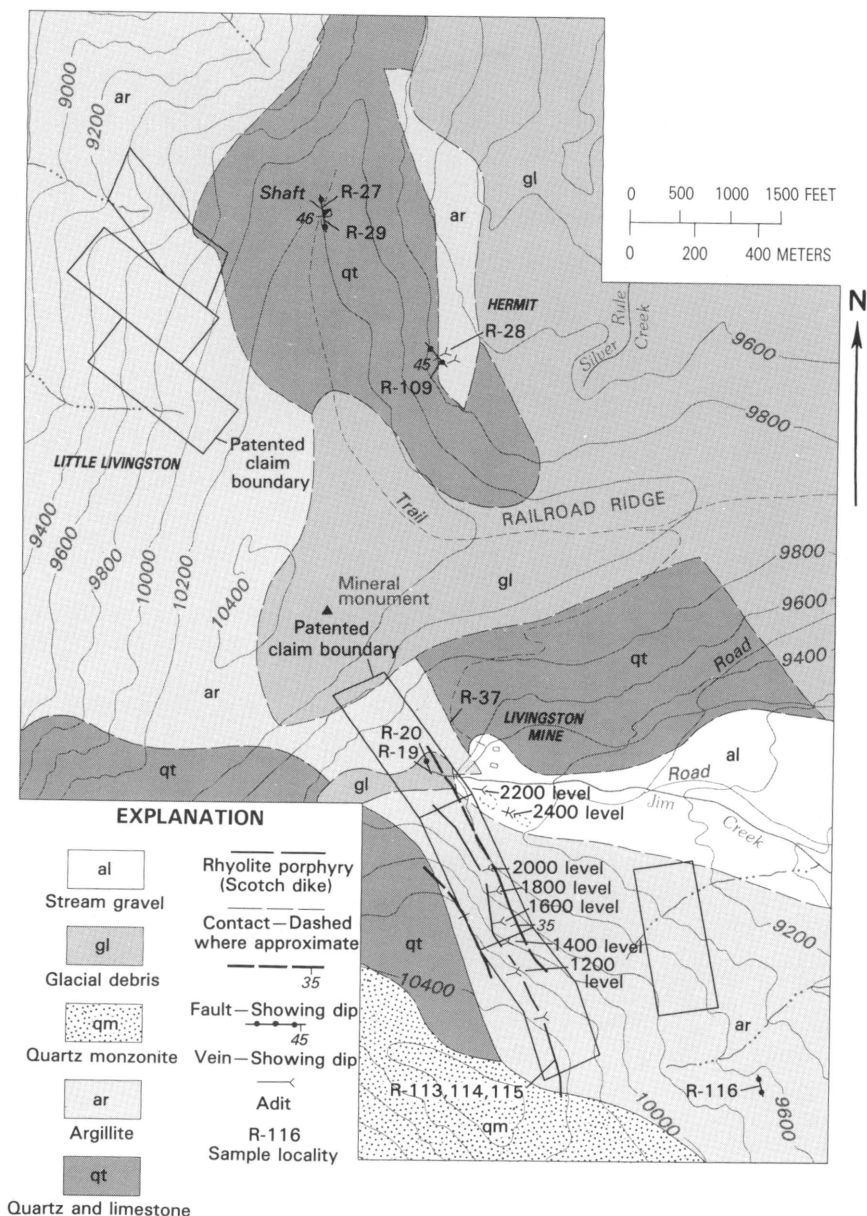 9000
ar
9200
gl
0 500 1000 1500 FEET
0 200 400 METERS
Shaft
R-27
46
R-29
ar
qt
N
HERMIT
R-28
45
R-109
Silver Rule
Creek
9600
9800
Patented
claim
boundary
LITTLE LIVINGSTON
Trail
RAILROAD RIDGE
9400
9600
9800
10000
10200
10400
9800
gl
Mineral
monument
9600
Patented
claim boundary
qt
Road
9400
ar
R-37
LIVINGSTON
MINE
R-20
R-19
al
qt
gl
Road
2200 level
Jim
Creek
2400 level
2000 level
1800 level
1600 level
35
1400 level
1200
level
9200
qt
10400
ar
R-113,114,115
R-116
9600
10000
qm
EXPLANATION
al
Stream gravel
gl
Glacial debris
qm
Quartz monzonite
ar
Argillite
qt
Quartz and limestone
Rhyolite porphyry
(Scotch dike)
Contact—Dashed
where approximate
35
Fault—Showing dip
45
Vein—Showing dip
Adit
R-116
Sample locality